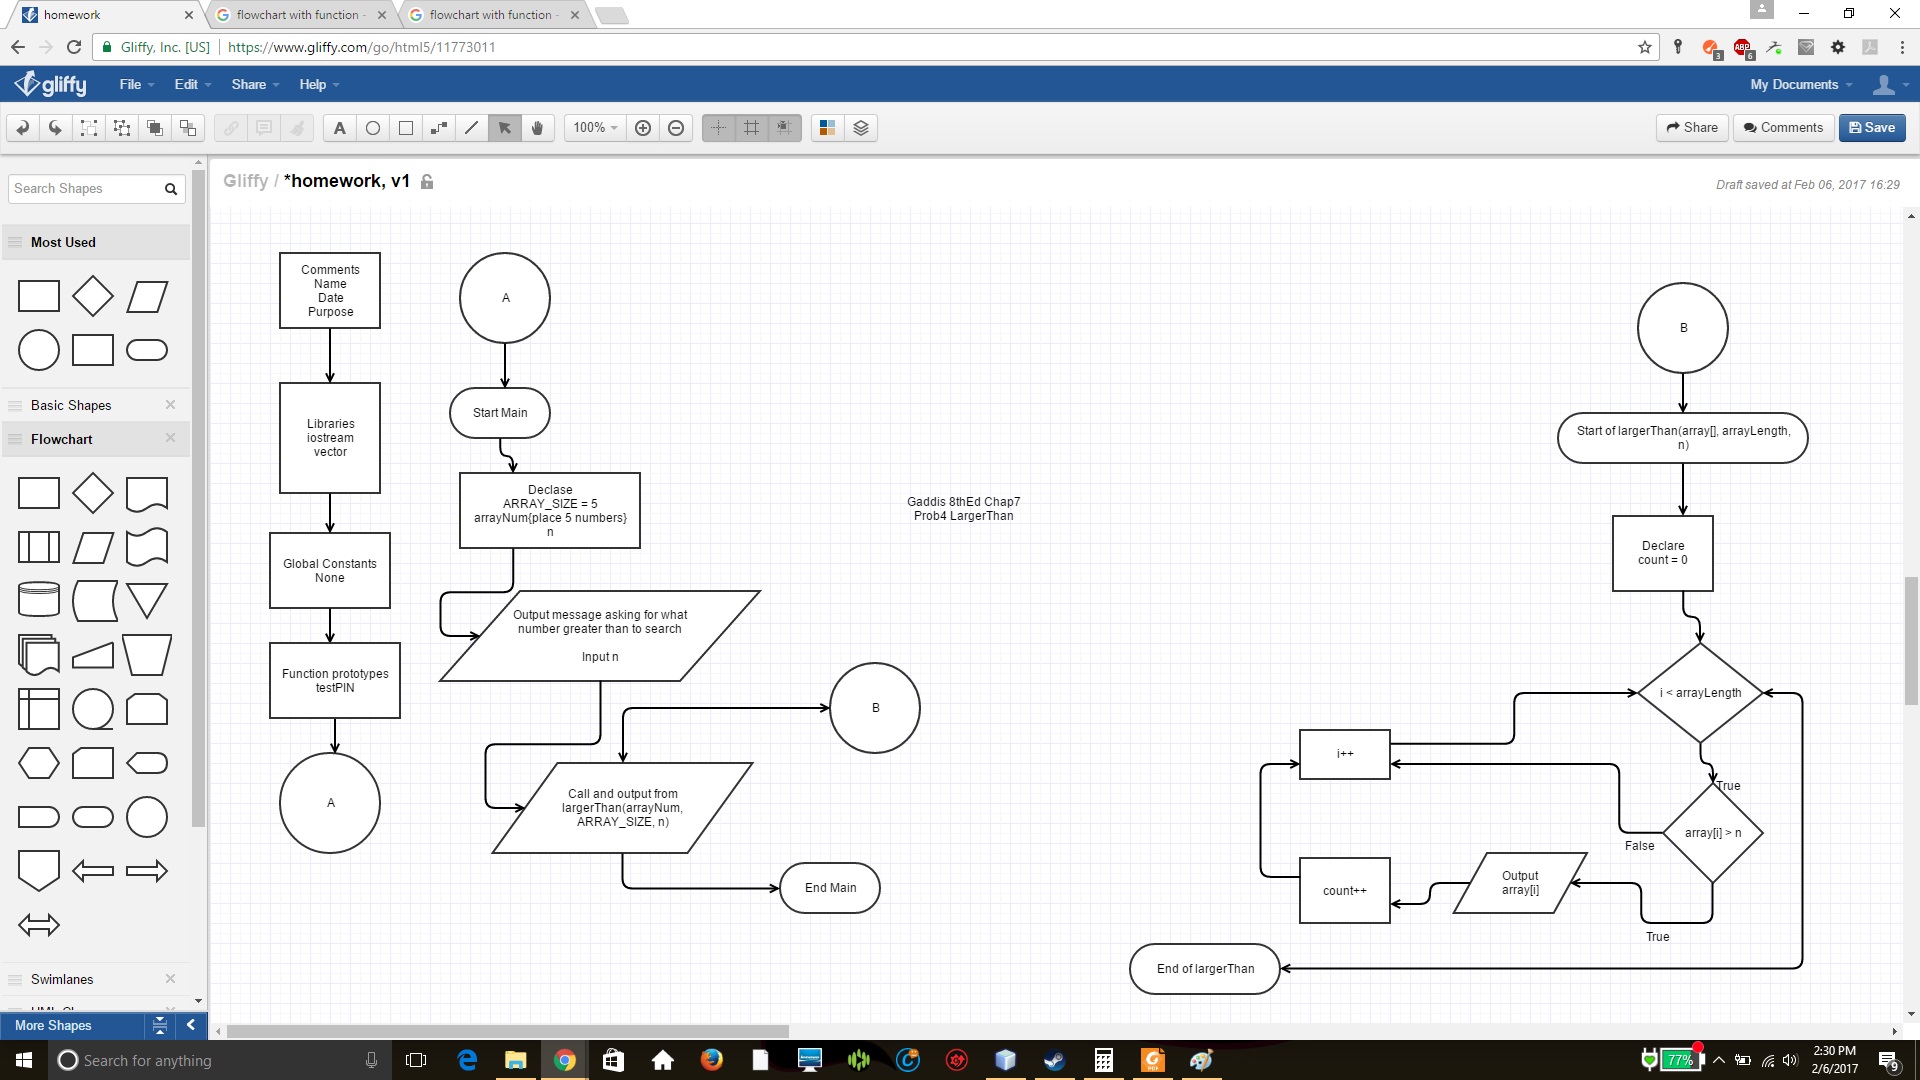 homework
flowchart with function -
flowchart with function -
Gliffy, Inc. [US]
https://www.gliffy.com/go/html5/11773011
3
ABP
6
gliffy
File
Edit
Share
Help
My Documents
A
100%
Share
Comments
Save
Search Shapes
Gliffy / *homework, v1
Draft saved at Feb 06, 2017 16:29
Most Used
Basic Shapes
Flowchart
Swimlanes
More Shapes
Comments
Name
Date
Purpose
Libraries
iostream
vector
Global Constants
None
Function prototypes
testPIN
A
A
Start Main
Declase
ARRAY_SIZE = 5
arrayNum{place 5 numbers}
n
Output message asking for what
number greater than to search
Input n
B
Call and output from
largerThan(arrayNum,
ARRAY_SIZE, n)
End Main
Gaddis 8thEd Chap7
Prob4 LargerThan
B
Start of largerThan(array[], arrayLength,
n)
Declare
count = 0
i < arrayLength
True
i++
array[i] > n
False
Output
array[i]
count++
True
End of largerThan
Search for anything
77%
2:30 PM
2/6/2017
9